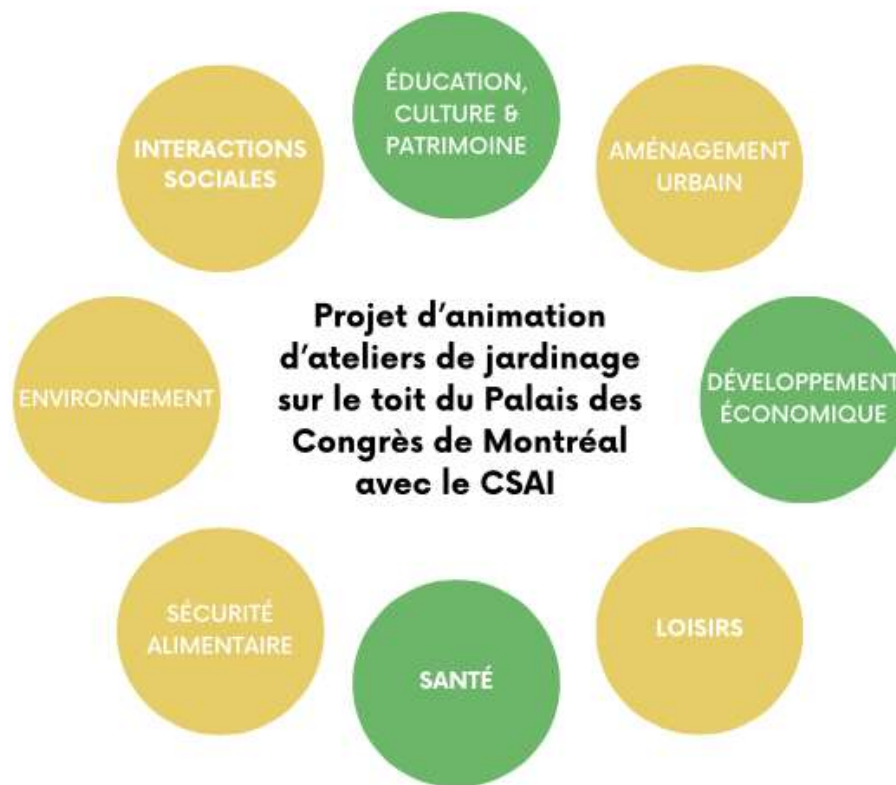 ÉDUCATION,
CULTURE &
PATRIMOINE
INTERACTIONS
SOCIALES
AMÉNAGEMENT
URBAIN
Projet d'animation
d'ateliers de jardinage
sur le toit du Palais des
Congrès de Montréal
avec le CSAI
ENVIRONNEMENT
DÉVELOPPEMENT
ÉCONOMIQUE
SÉCURITÉ
ALIMENTAIRE
LOISIRS
SANTÉ